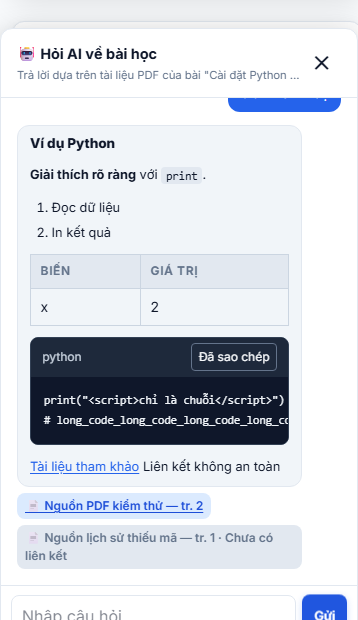 Hỏi AI về bài học
Trả lời dựa trên tài liệu PDF của bài "Cài đặt Python ...
Ví dụ Python
Giải thích rõ ràng với print.
1. Đọc dữ liệu
2. In kết quả
BIẾN GIÁ TRỊ
x 2
python Đã sao chép
print("<script>chỉ là chuỗi</script>")
# long_code_long_code_long_code_long_cc
Tài liệu tham khảo Liên kết không an toàn
Nguồn PDF kiểm thử — tr. 2
Nguồn lịch sử thiếu mã — tr. 1 · Chưa có
liên kết
Nhập câu hỏi Gửi